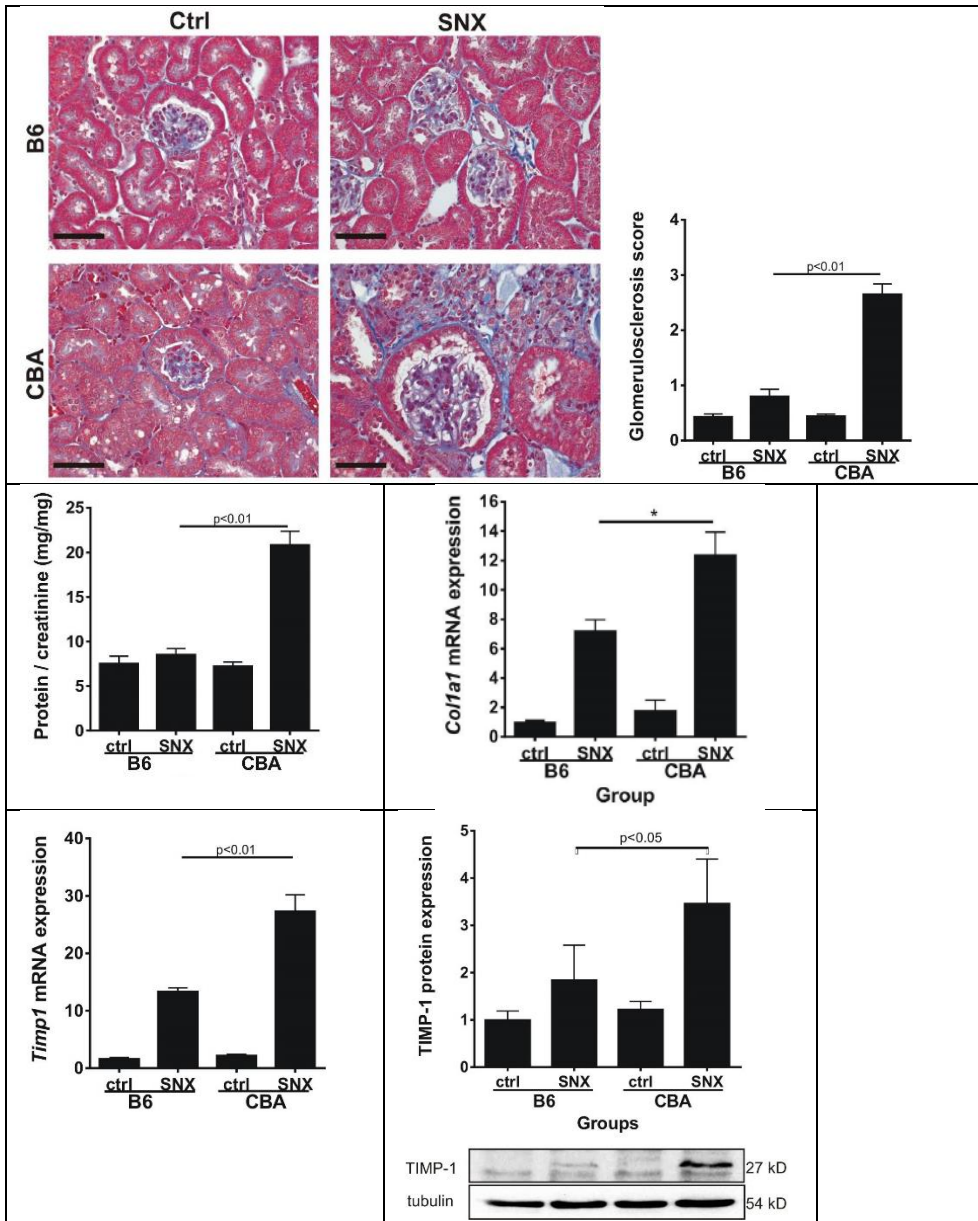 Ctrl SNX
B6
CBA
Glomerulosclerosis score
4
3
2
1
0
p<0.01
ctrl SNX ctrl SNX
B6 CBA
Protein / creatinine (mg/mg)
25
20
15
10
5
0
p<0.01
ctrl SNX ctrl SNX
B6 CBA
Col1a1 mRNA expression
16
14
12
10
8
6
4
2
0
*
ctrl SNX ctrl SNX
B6 CBA
Group
Timp1 mRNA expression
40
30
20
10
0
p<0.01
ctrl SNX ctrl SNX
B6 CBA
TIMP-1 protein expression
5
4
3
2
1
0
p<0.05
ctrl SNX ctrl SNX
B6 CBA
Groups
TIMP-1 27 kD
tubulin 54 kD